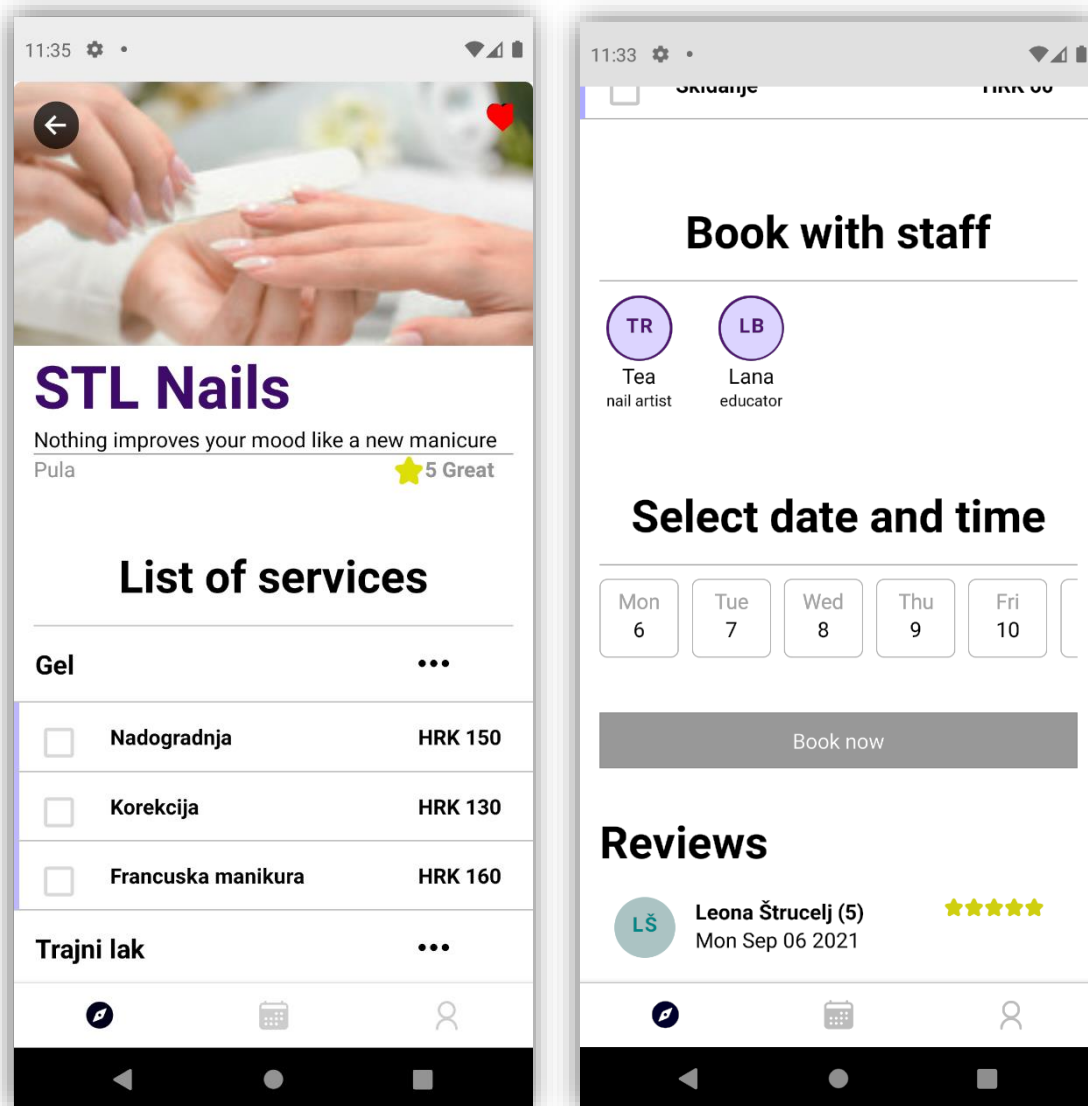 11:35
STL Nails
Nothing improves your mood like a new manicure
Pula
5 Great
List of services
Gel
Nadogradnja
HRK 150
Korekcija
HRK 130
Francuska manikura
HRK 160
Trajni lak
11:33
Skidanje
HRK 60
Book with staff
TR
LB
Tea
Lana
nail artist
educator
Select date and time
Mon
Tue
Wed
Thu
Fri
6
7
8
9
10
Book now
Reviews
LŠ
Leona Štrucelj (5)
Mon Sep 06 2021